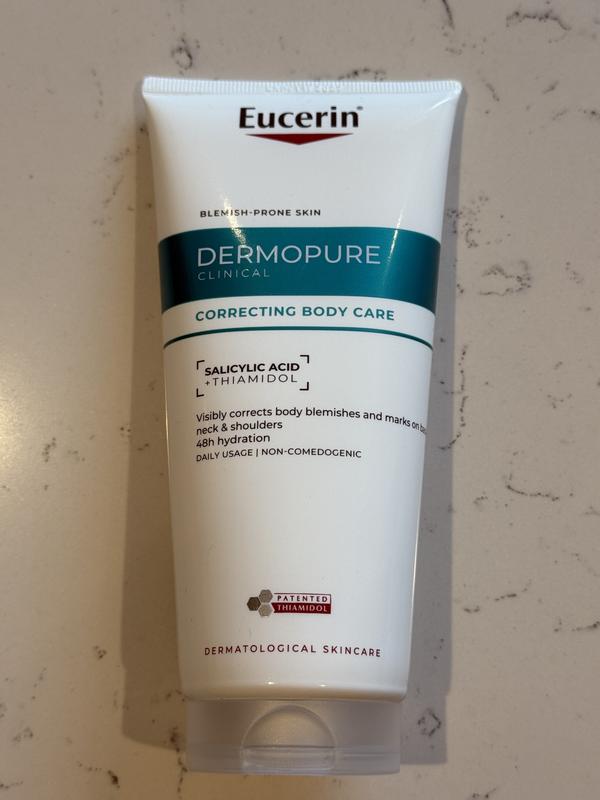 Eucerin®
BLEMISH-PRONE SKIN
DERMOPURE
CLINICAL
CORRECTING BODY CARE
SALICYLIC ACID
+THIAMIDOL
Visibly corrects body blemishes and marks on
neck & shoulders
48h hydration
DAILY USAGE | NON-COMEDOGENIC
PATENTED
THIAMIDOL
DERMATOLOGICAL SKINCARE